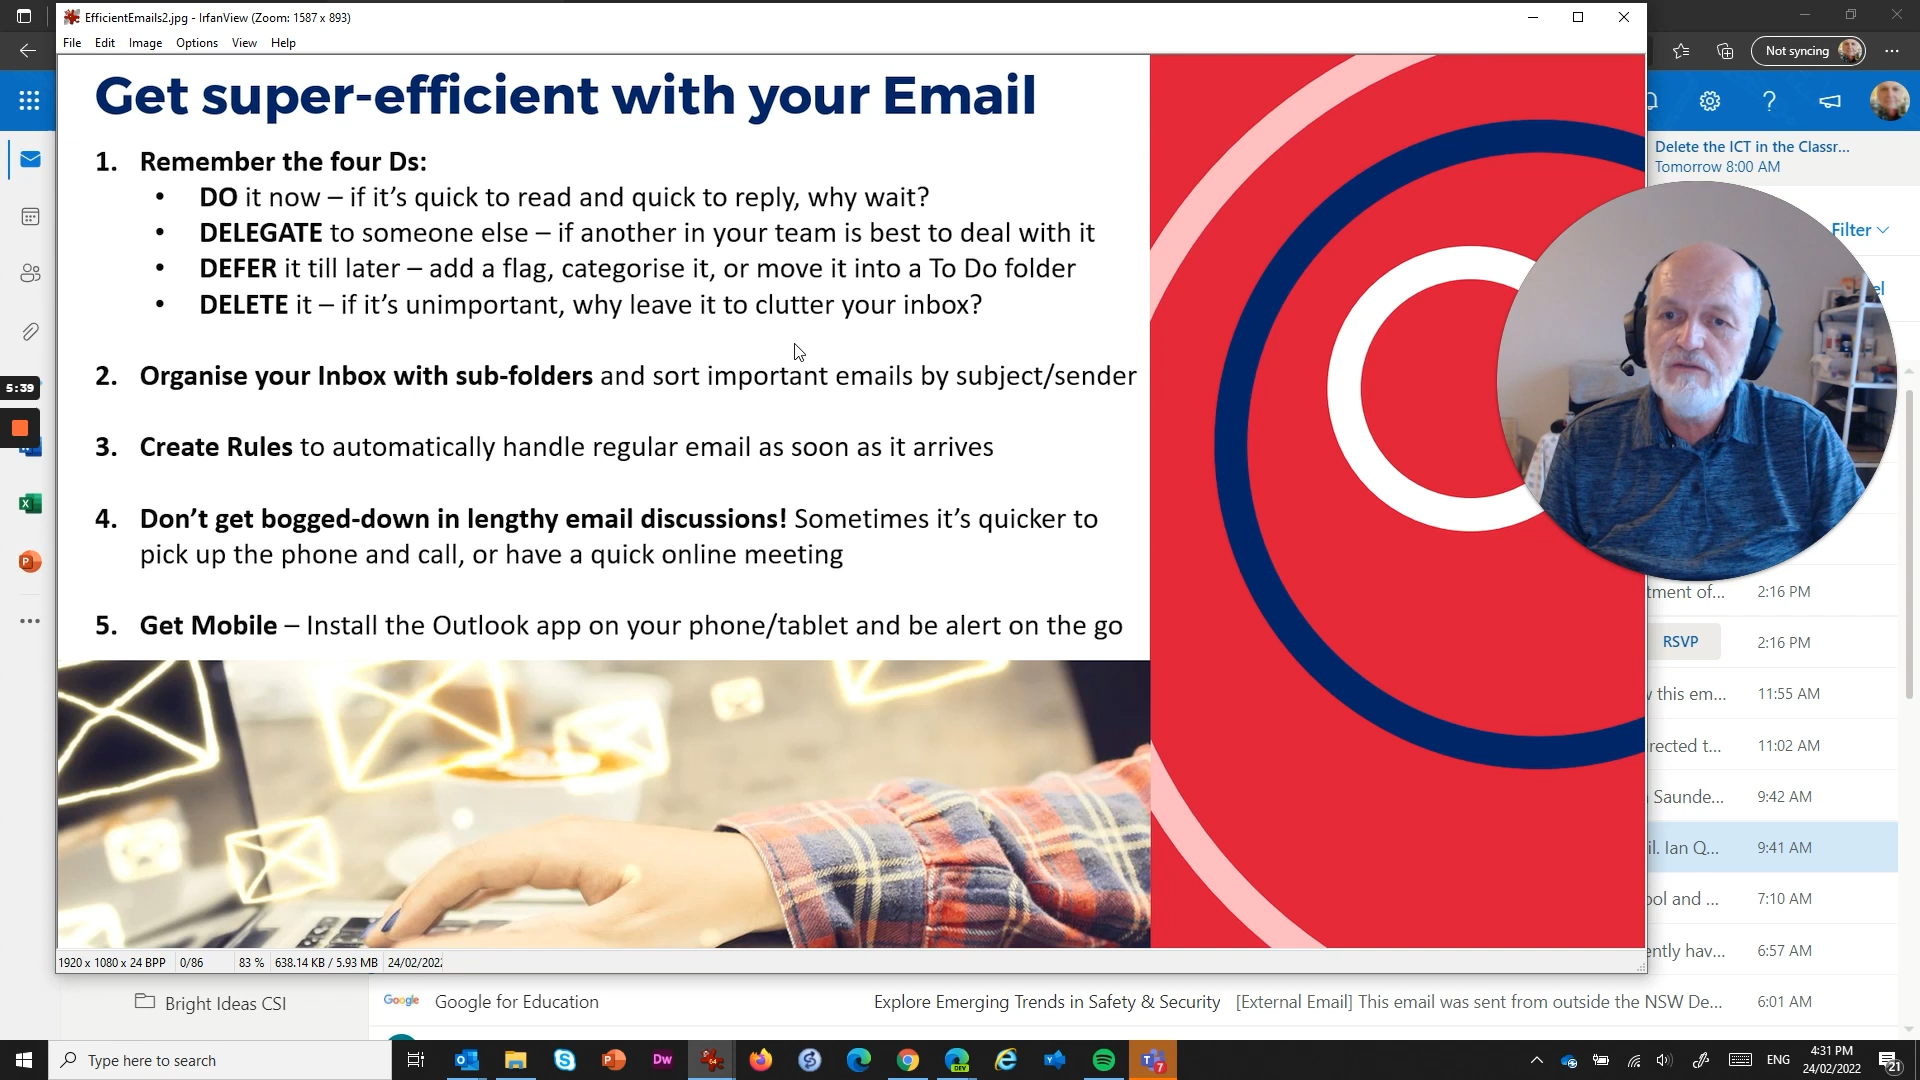 EfficientEmails2.jpg - IrfanView (Zoom: 1587 x 893)
File Edit Image Options View Help
Not syncing
Get super-efficient with your Email
1. Remember the four Ds:
• DO it now – if it’s quick to read and quick to reply, why wait?
• DELEGATE to someone else – if another in your team is best to deal with it
• DEFER it till later – add a flag, categorise it, or move it into a To Do folder
• DELETE it – if it’s unimportant, why leave it to clutter your inbox?
2. Organise your Inbox with sub-folders and sort important emails by subject/sender
3. Create Rules to automatically handle regular email as soon as it arrives
4. Don’t get bogged-down in lengthy email discussions! Sometimes it’s quicker to
pick up the phone and call, or have a quick online meeting
5. Get Mobile – Install the Outlook app on your phone/tablet and be alert on the go
5:39
Delete the ICT in the Classr...
Tomorrow 8:00 AM
Filter
el
tment of... 2:16 PM
RSVP 2:16 PM
this em... 11:55 AM
rected t... 11:02 AM
Saunde... 9:42 AM
il. Ian Q... 9:41 AM
ool and ... 7:10 AM
ently hav... 6:57 AM
1920 x 1080 x 24 BPP 0/86 83 % 638.14 KB / 5.93 MB 24/02/202
Bright Ideas CSI
Google Google for Education Explore Emerging Trends in Safety & Security [External Email] This email was sent from outside the NSW De... 6:01 AM
Type here to search
Dw
DEV
7
ENG
4:31 PM
24/02/2022
21